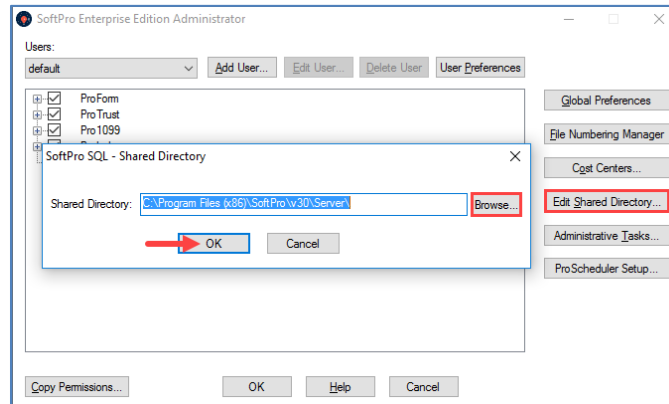 SoftPro Enterprise Edition Administrator
Users:
default
Add User...
Edit User...
Delete User
User Preferences
ProForm
ProTrust
Pro1099
Global Preferences
File Numbering Manager
Cost Centers...
Edit Shared Directory...
Administrative Tasks...
ProScheduler Setup...
SoftPro SQL - Shared Directory
Shared Directory:
C:\Program Files (x86)\SoftPro\v30\Server\
Browse...
OK
Cancel
Copy Permissions...
OK
Help
Cancel